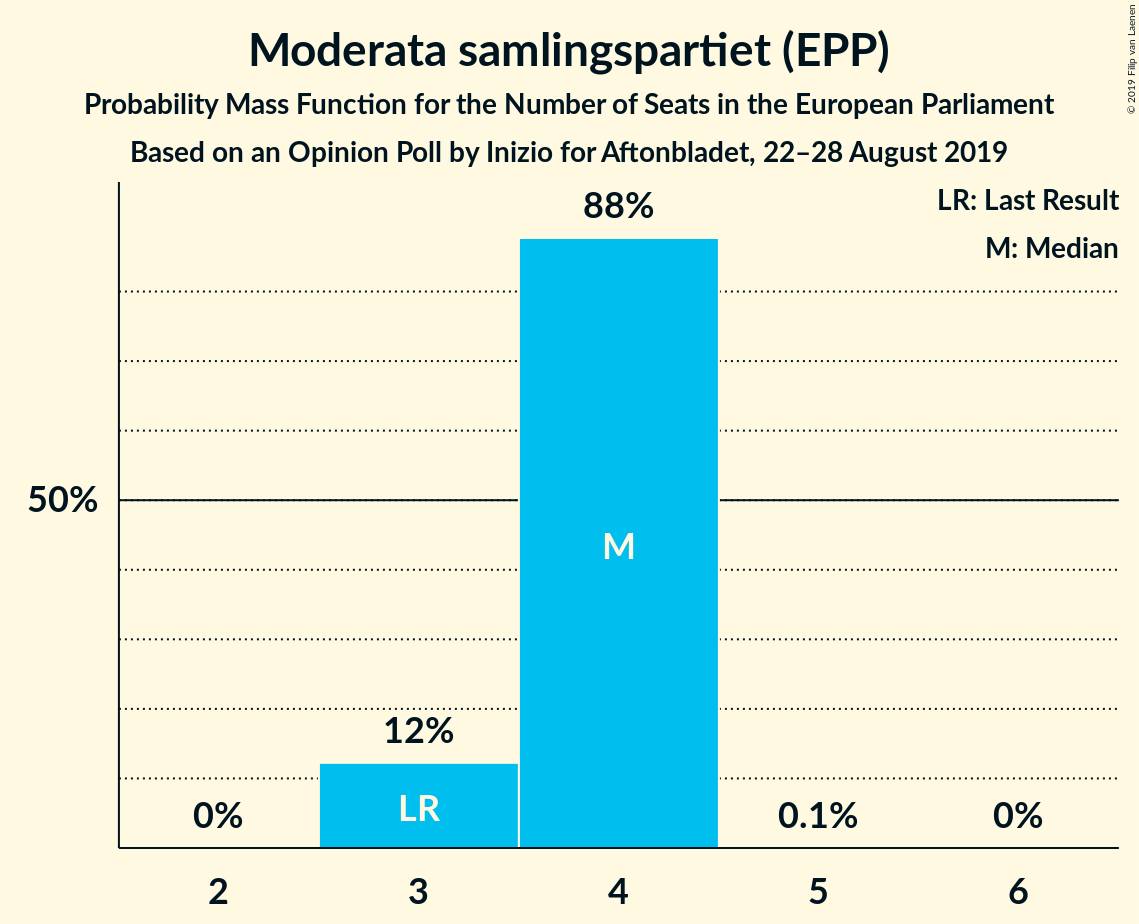 Moderata samlingspartiet (EPP)
Probability Mass Function for the Number of Seats in the European Parliament
Based on an Opinion Poll by Inizio for Aftonbladet, 22–28 August 2019
© 2019 Filip van Laenen
LR: Last Result
M: Median
88%
50%
M
12%
LR
0%
0.1%
0%
2
3
4
5
6